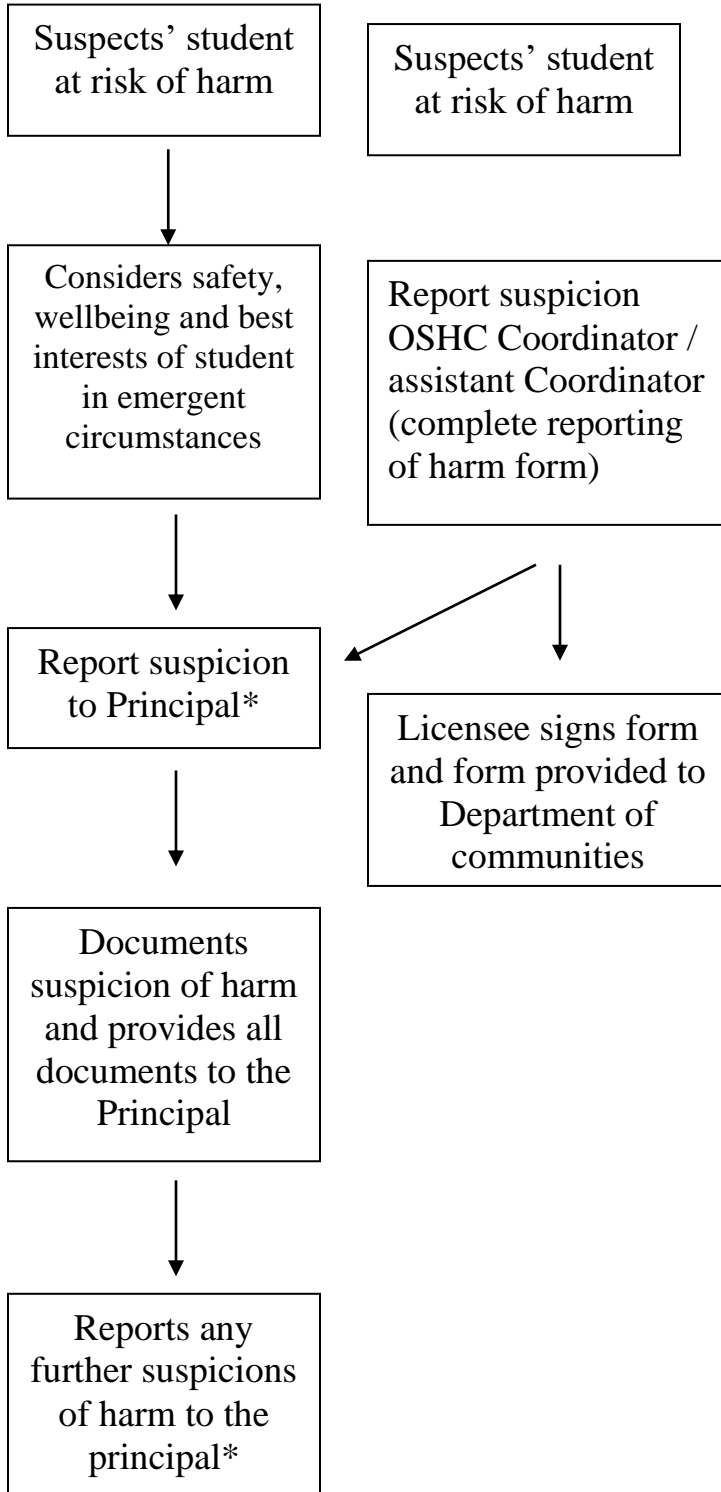 Suspects’ student
at risk of harm
Suspects’ student
at risk of harm
Considers safety,
wellbeing and best
interests of student
in emergent
circumstances
Report suspicion
OSHC Coordinator /
assistant Coordinator
(complete reporting
of harm form)
Report suspicion
to Principal*
Licensee signs form
and form provided to
Department of
communities
Documents
suspicion of harm
and provides all
documents to the
Principal
Reports any
further suspicions
of harm to the
principal*